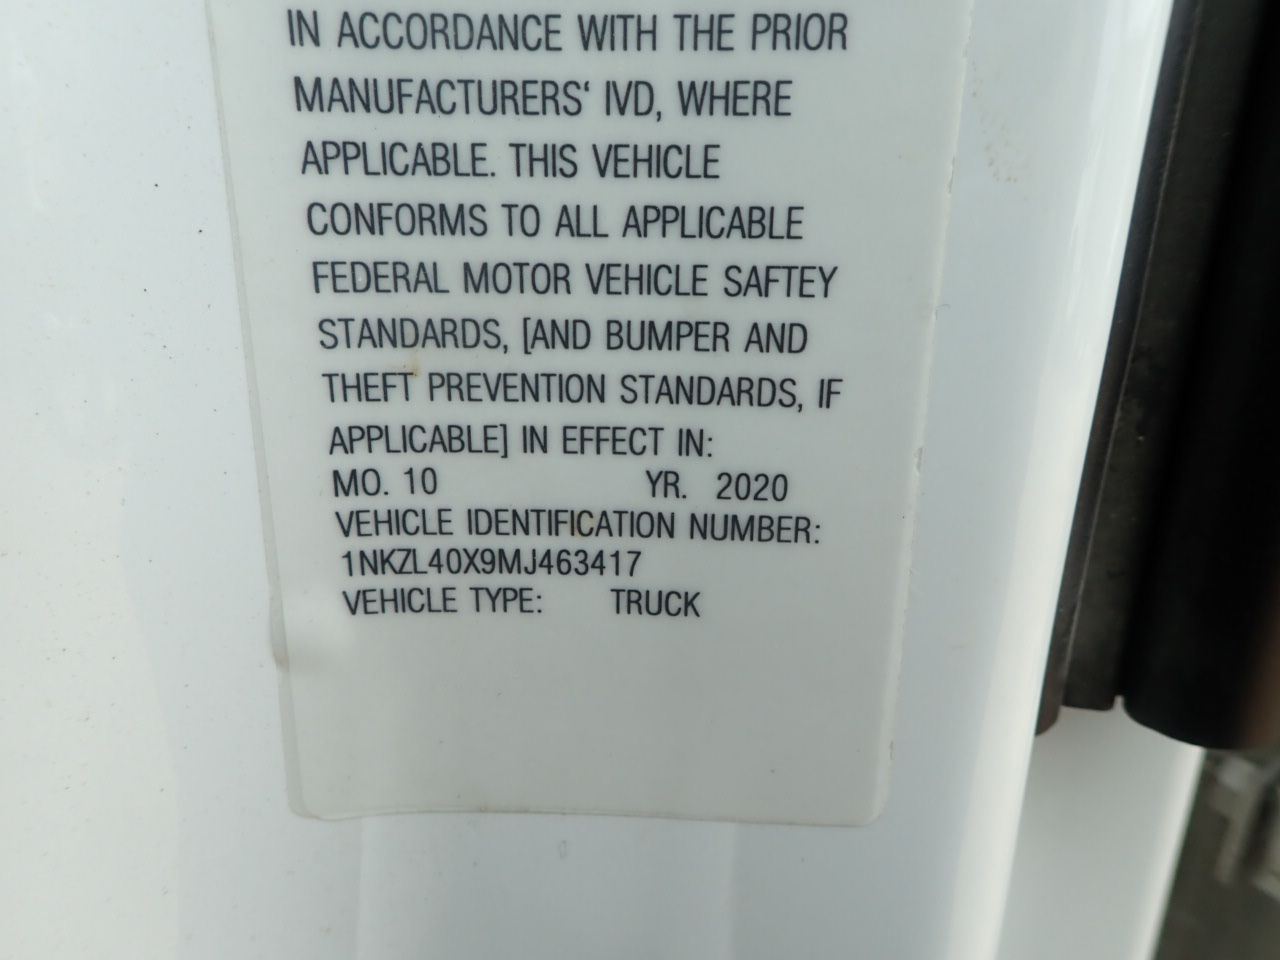 IN ACCORDANCE WITH THE PRIOR
MANUFACTURERS' IVD, WHERE
APPLICABLE. THIS VEHICLE
CONFORMS TO ALL APPLICABLE
FEDERAL MOTOR VEHICLE SAFTEY
STANDARDS, [AND BUMPER AND
THEFT PREVENTION STANDARDS, IF
APPLICABLE] IN EFFECT IN:
MO. 10 YR. 2020
VEHICLE IDENTIFICATION NUMBER:
1NKZL40X9MJ463417
VEHICLE TYPE: TRUCK